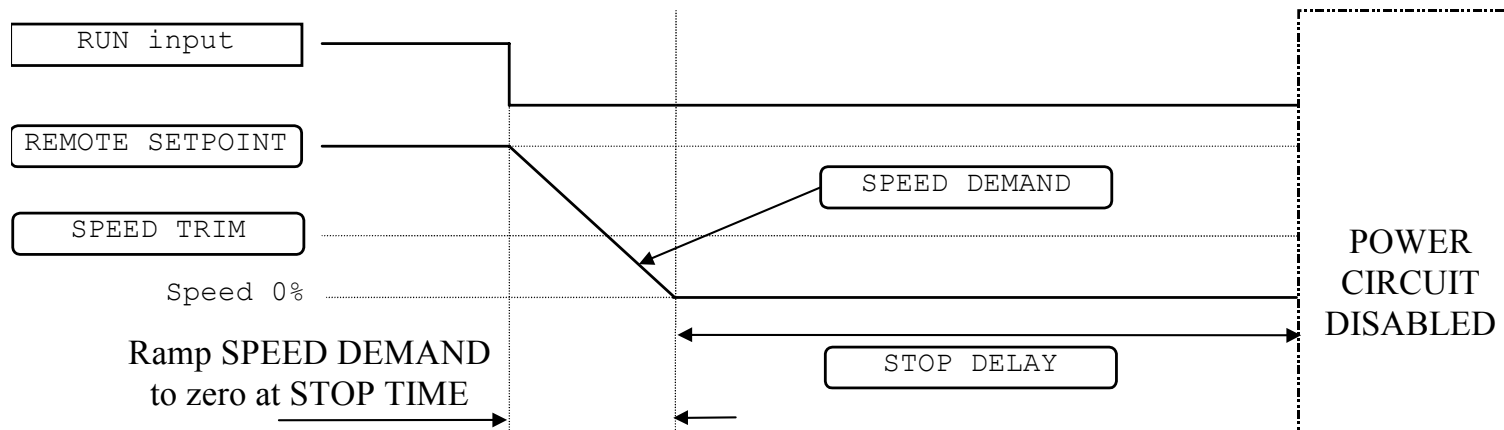 RUN input
REMOTE SETPOINT
SPEED DEMAND
SPEED TRIM
POWER
CIRCUIT
DISABLED
Speed 0%
Ramp SPEED DEMAND
to zero at STOP TIME
STOP DELAY